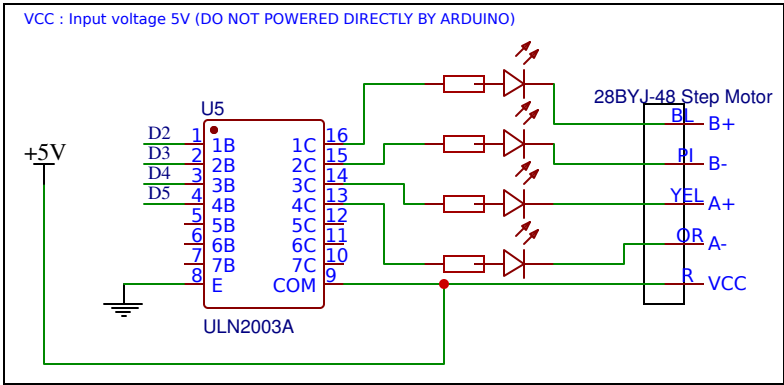 VCC : Input voltage 5V (DO NOT POWERED DIRECTLY BY ARDUINO)
28BYJ-48 Step Motor
U5
+5V
D2 1 1B 1C 16
D3 2 2B 2C 15
D4 3 3B 3C 14
D5 4 4B 4C 13
5 5B 5C 12
6 6B 6C 11
7 7B 7C 10
8 E COM 9
BL B+
PI B-
YEL A+
OR A-
R VCC
ULN2003A